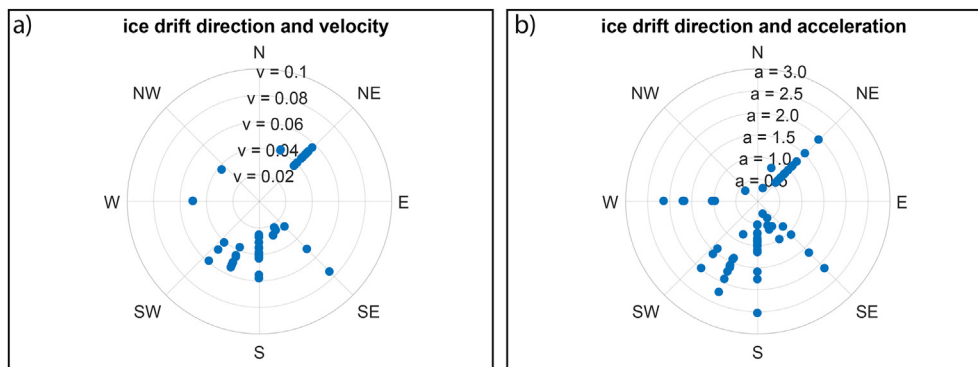 a)
ice drift direction and velocity
N
v = 0.1
NW
NE
v = 0.08
v = 0.06
v = 0.04
v = 0.02
W
E
SW
SE
S
b)
ice drift direction and acceleration
N
a = 3.0
NW
NE
a = 2.5
a = 2.0
a = 1.5
a = 1.0
a = 0.5
W
E
SW
SE
S